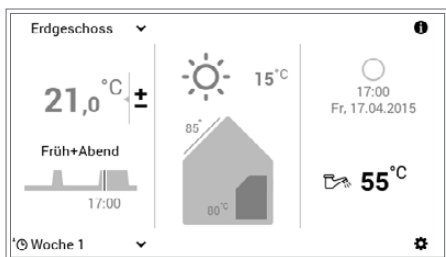 Erdgeschoss
21,0 °C ±
Früh+Abend
17:00
Woche 1
15°C
85°
80°C
17:00
Fr, 17.04.2015
55°C